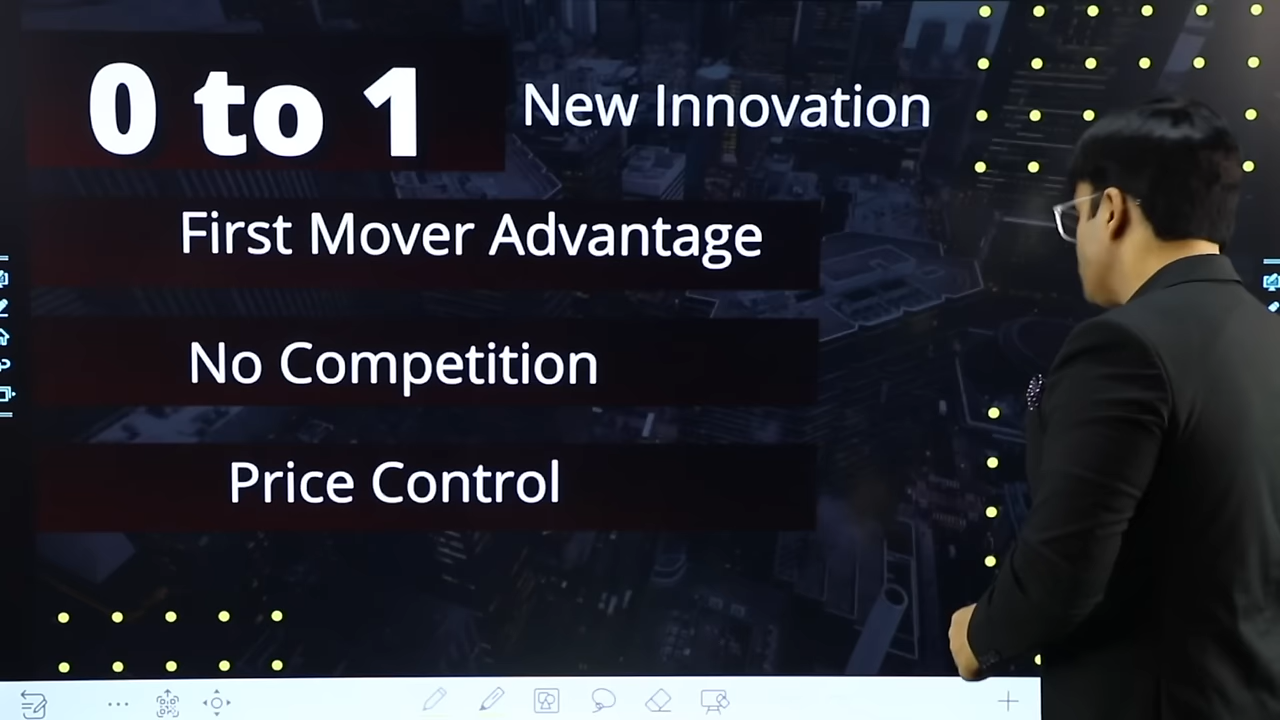 0 to 1 New Innovation
First Mover Advantage
No Competition
Price Control